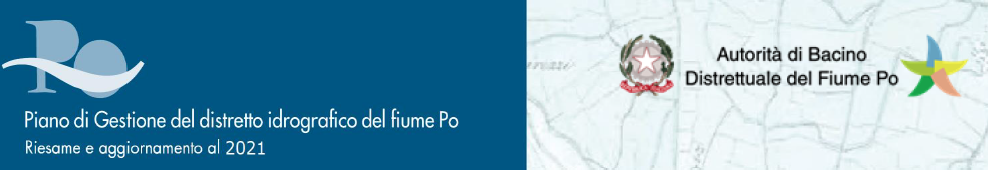 Po
Piano di Gestione del distretto idrografico del fiume Po
Riesame e aggiornamento al 2021
Autorità di Bacino
Distrettuale del Fiume Po